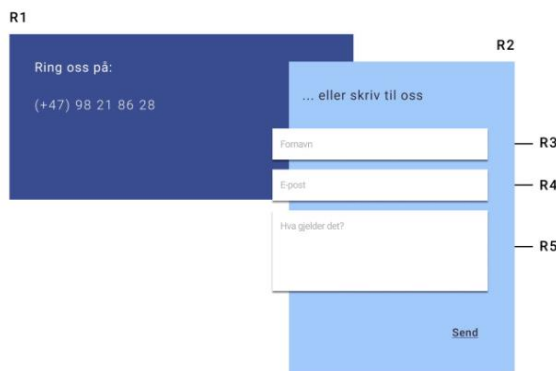 R1
R2
Ring oss på:
(+47) 98 21 86 28
... eller skriv til oss
Fornavn
R3
E-post
R4
Hva gjelder det?
R5
Send